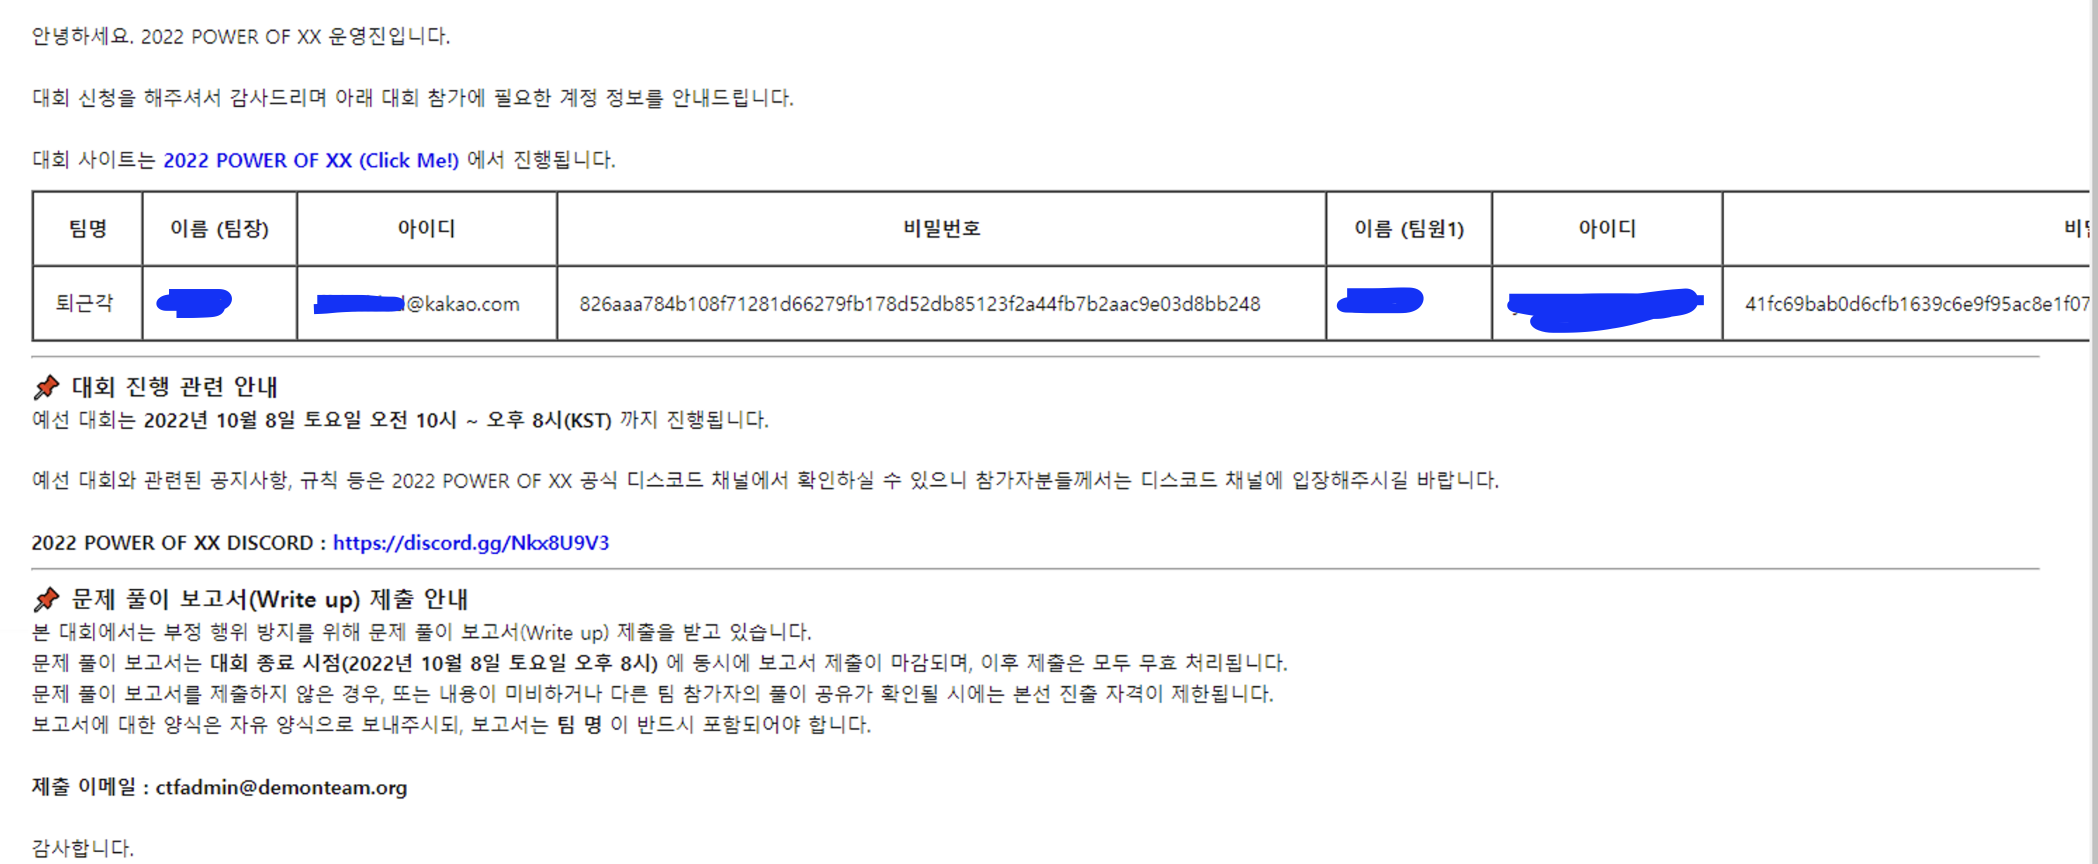 안녕하세요. 2022 POWER OF XX 운영진입니다.
대회 신청을 해주셔서 감사드리며 아래 대회 참가에 필요한 계정 정보를 안내드립니다.
대회 사이트는 2022 POWER OF XX (Click Me!) 에서 진행됩니다.
팀명 이름 (팀장) 아이디 비밀번호 이름 (팀원1) 아이디
퇴근각 @kakao.com 826aaa784b108f71281d66279fb178d52db85123f2a44fb7b2aac9e03d8bb248 41fc69bab0d6cfb1639c6e9f95ac8e1f07
대회 진행 관련 안내
예선 대회는 2022년 10월 8일 토요일 오전 10시 ~ 오후 8시(KST) 까지 진행됩니다.
예선 대회와 관련된 공지사항, 규칙 등은 2022 POWER OF XX 공식 디스코드 채널에서 확인하실 수 있으니 참가자분들께서는 디스코드 채널에 입장해주시길 바랍니다.
2022 POWER OF XX DISCORD : https://discord.gg/Nkx8U9V3
문제 풀이 보고서(Write up) 제출 안내
본 대회에서는 부정 행위 방지를 위해 문제 풀이 보고서(Write up) 제출을 받고 있습니다.
문제 풀이 보고서는 대회 종료 시점(2022년 10월 8일 토요일 오후 8시) 에 동시에 보고서 제출이 마감되며, 이후 제출은 모두 무효 처리됩니다.
문제 풀이 보고서를 제출하지 않은 경우, 또는 내용이 미비하거나 다른 팀 참가자의 풀이 공유가 확인될 시에는 본선 진출 자격이 제한됩니다.
보고서에 대한 양식은 자유 양식으로 보내주시되, 보고서는 팀 명 이 반드시 포함되어야 합니다.
제출 이메일 : ctfadmin@demonteam.org
감사합니다.